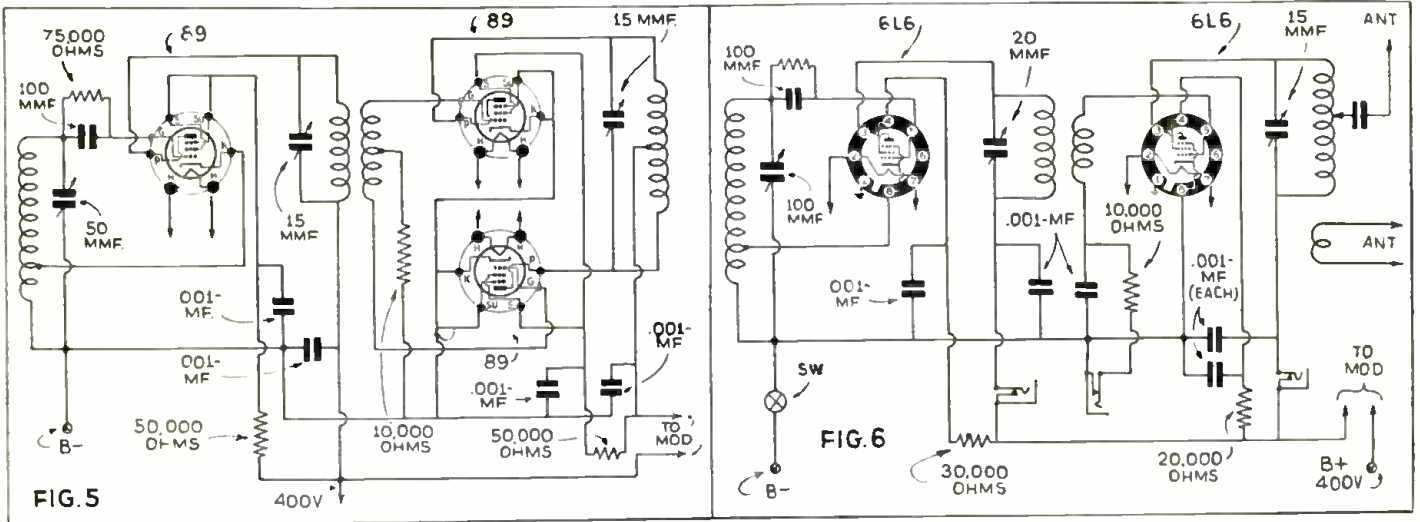 75,000
OHMS
89
100
MMF.
50
MMF.
15
MMF.
.001-
MF.
.001-
MF
50,000
OHMS
B-
400V
FIG.5
89
15 MMF.
89
.001-
MF
.001-
MF
10,000
OHMS
50,000
OHMS
TO
MOD
6L6
100
MMF.
100
MMF
20
MMF
.001-
MF
.001-MF
SW
B-
FIG.6
30,000
OHMS
6L6
15
MMF
ANT
10,000
OHMS
ANT
.001-
MF
(EACH)
TO
MOD
20,000
OHMS
B+
400V